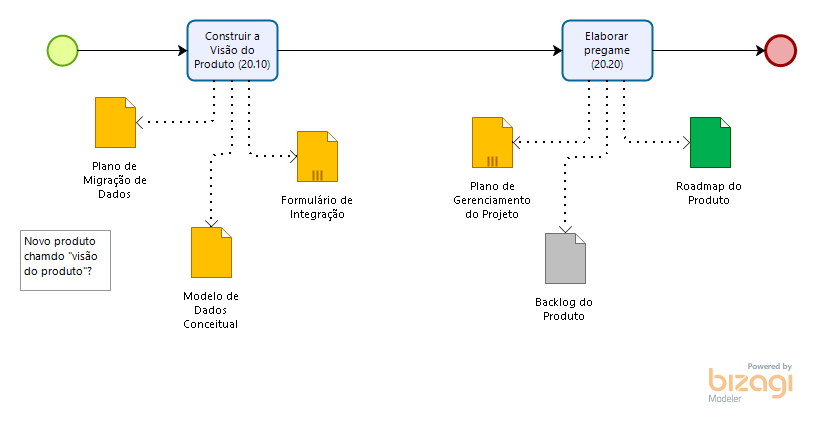 Construir a
Visão do
Produto (20.10)
Elaborar
pregame
(20.20)
Plano de
Migração de
Dados
Formulário de
Integração
Plano de
Gerenciamento
do Projeto
Roadmap do
Produto
Novo produto
chamdo "visão
do produto"?
Modelo de
Dados
Conceitual
Backlog do
Produto
Powered by
bizagi
Modeler